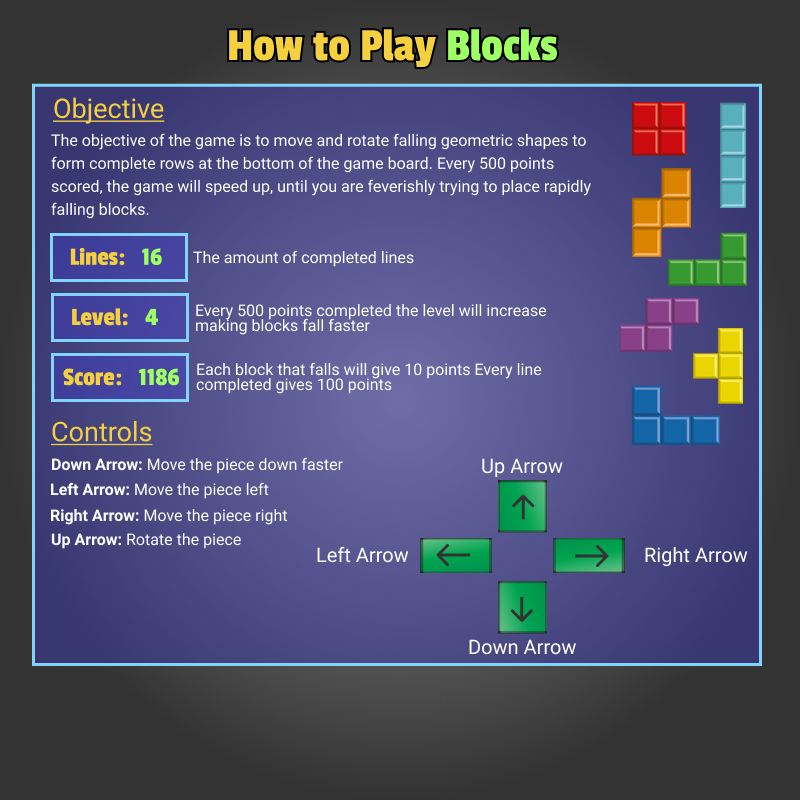 How to Play Blocks
Objective
The objective of the game is to move and rotate falling geometric shapes to
form complete rows at the bottom of the game board. Every 500 points
scored, the game will speed up, until you are feverishly trying to place rapidly
falling blocks.
Lines: 16
The amount of completed lines
Level: 4
Every 500 points completed the level will increase
making blocks fall faster
Score: 1186
Each block that falls will give 10 points Every line
completed gives 100 points
Controls
Down Arrow: Move the piece down faster
Left Arrow: Move the piece left
Right Arrow: Move the piece right
Up Arrow: Rotate the piece
Up Arrow
Left Arrow
Right Arrow
Down Arrow